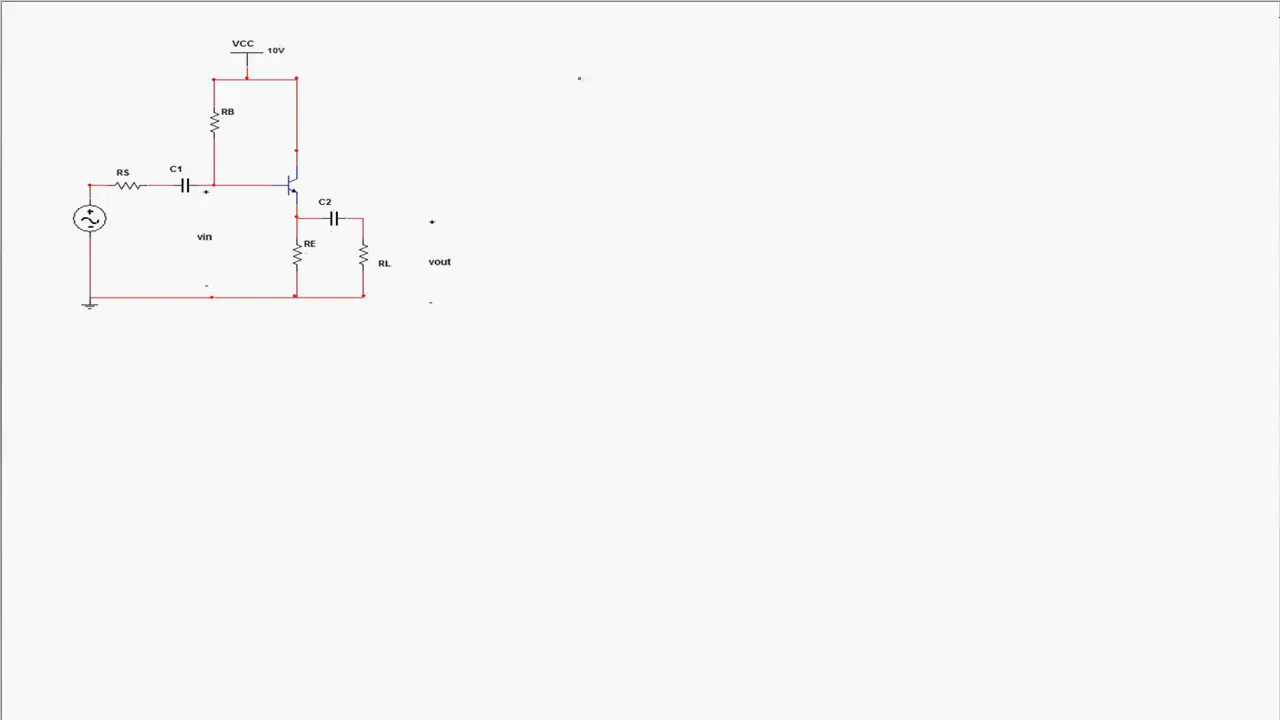 VCC
10V
RB
RS
C1
+
C2
+
vin
RE
RL
vout
-
-